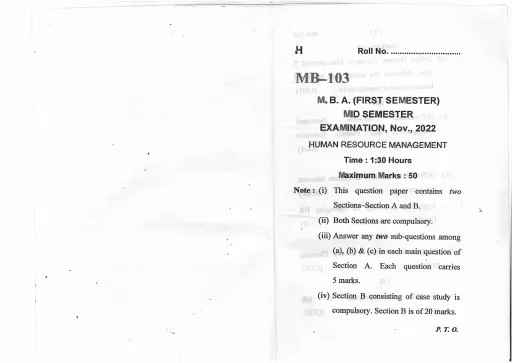 H Roll No. ..............................
MB–103
M. B. A. (FIRST SEMESTER)
MID SEMESTER
EXAMINATION, Nov., 2022
HUMAN RESOURCE MANAGEMENT
Time : 1:30 Hours
Maximum Marks : 50
Note : (i) This question paper contains two
Sections–Section A and B.
(ii) Both Sections are compulsory.
(iii) Answer any two sub-questions among
(a), (b) & (c) in each main question of
Section A. Each question carries
5 marks.
(iv) Section B consisting of case study is
compulsory. Section B is of 20 marks.
P. T. O.